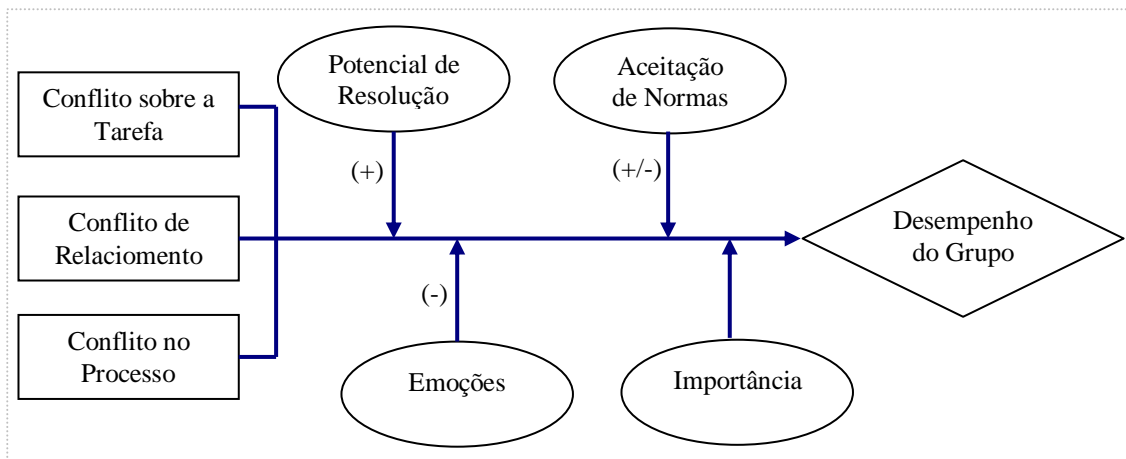 Potencial de
Resolução
Aceitação
de Normas
Conflito sobre a
Tarefa
(+)
(+/-)
Conflito de
Relaciomento
Desempenho
do Grupo
(-)
Conflito no
Processo
Emoções
Importância